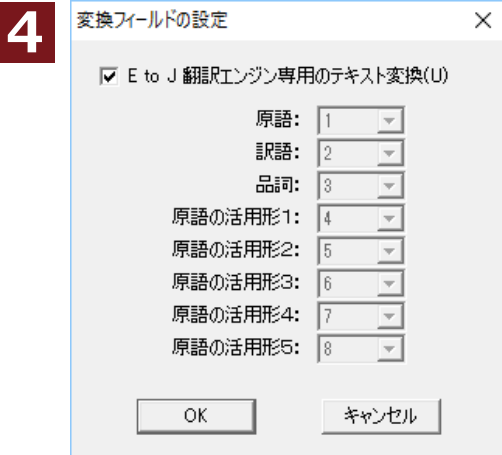 4
変換フィールドの設定
E to J 翻訳エンジン専用のテキスト変換(U)
原語: 1
訳語: 2
品詞: 3
原語の活用形1: 4
原語の活用形2: 5
原語の活用形3: 6
原語の活用形4: 7
原語の活用形5: 8
OK キャンセル